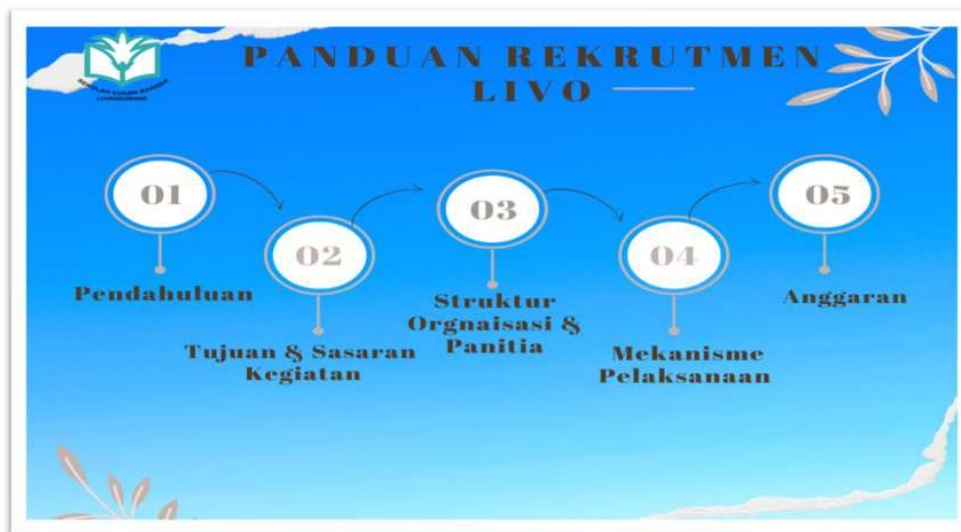 PANDUAN REKRUTMEN
LIVO
01
02
03
04
05
Pendahuluan
Tujuan & Sasaran
Kegiatan
Struktur
Orgnaisasi &
Panitia
Mekanisme
Pelaksanaan
Anggaran